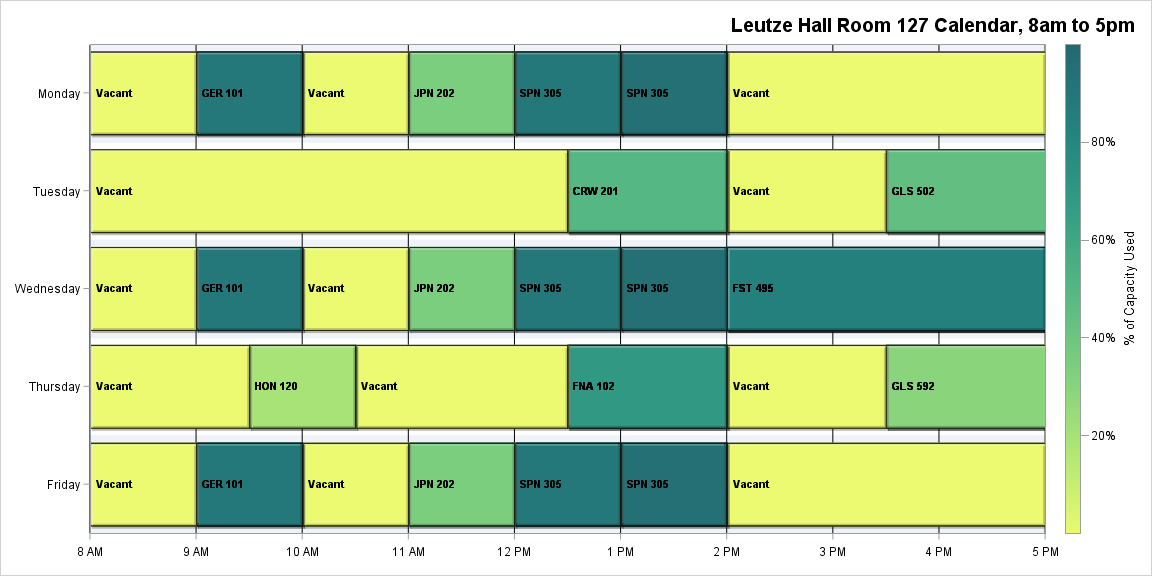 Leutze Hall Room 127 Calendar, 8am to 5pm
Monday
Vacant
GER 101
Vacant
JPN 202
SPN 305
SPN 305
Vacant
Tuesday
Vacant
CRW 201
Vacant
GLS 502
Wednesday
Vacant
GER 101
Vacant
JPN 202
SPN 305
SPN 305
FST 495
Thursday
Vacant
HON 120
Vacant
FNA 102
Vacant
GLS 592
Friday
Vacant
GER 101
Vacant
JPN 202
SPN 305
SPN 305
Vacant
8 AM
9 AM
10 AM
11 AM
12 PM
1 PM
2 PM
3 PM
4 PM
5 PM
80%
60%
40%
20%
% of Capacity Used